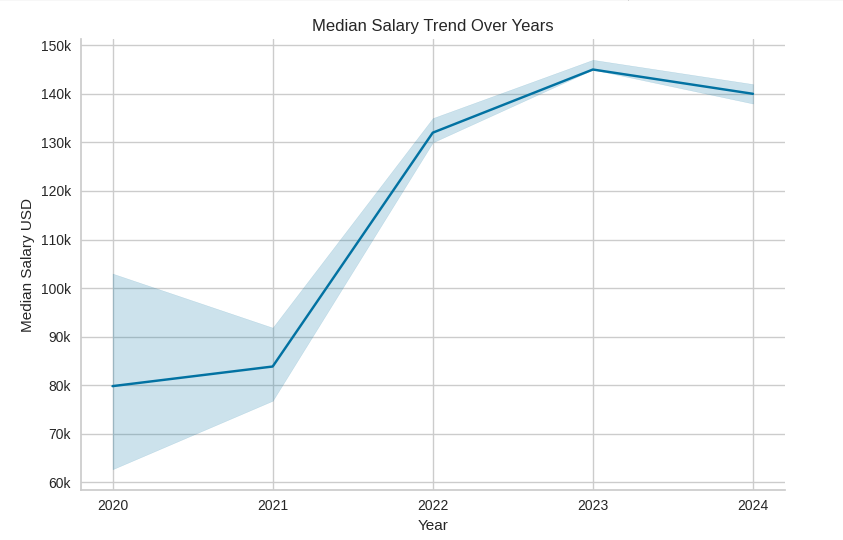 Median Salary Trend Over Years
150k
140k
130k
120k
110k
100k
90k
80k
70k
60k
Median Salary USD
2020 2021 2022 2023 2024
Year